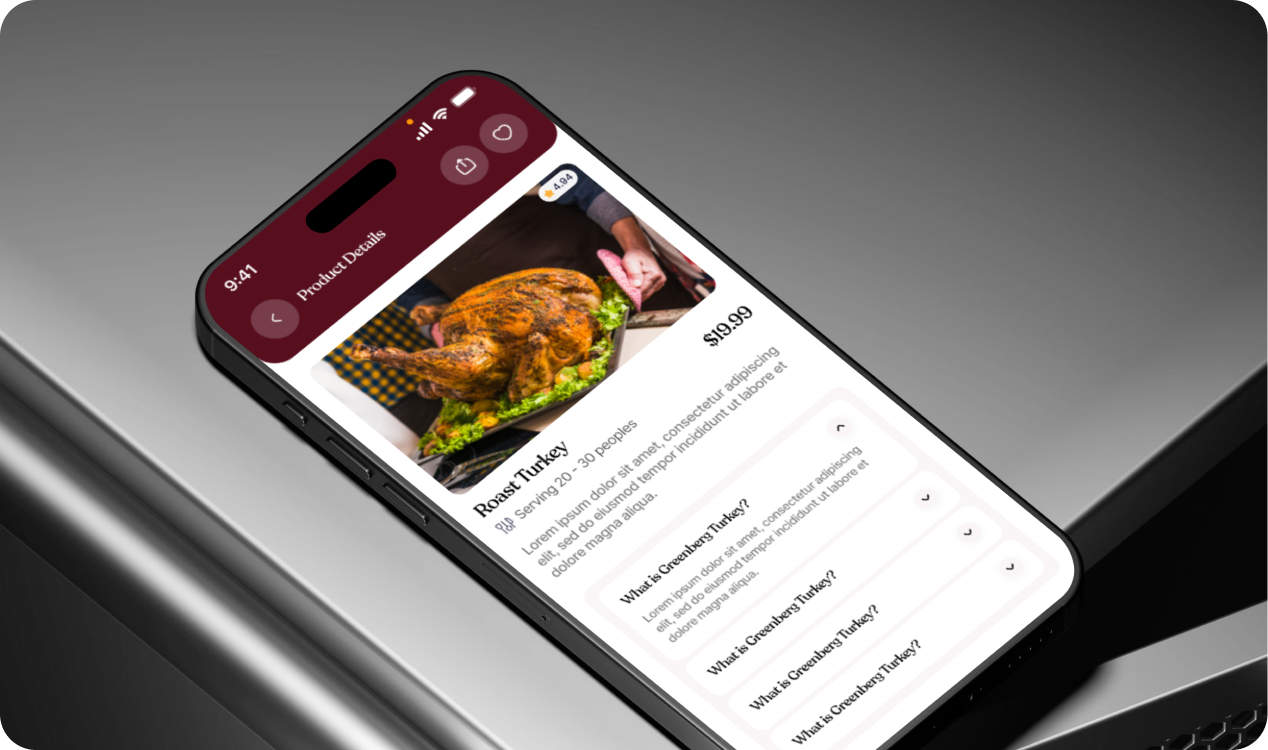 9:41
Product Details
4.94
Roast Turkey
$19.99
Serving 20 - 30 peoples
Lorem ipsum dolor sit amet, consectetur adipiscing
elit, sed do eiusmod tempor incididunt ut labore et
dolore magna aliqua.
What is Greenberg Turkey?
Lorem ipsum dolor sit amet, consectetur adipiscing
elit, sed do eiusmod tempor incididunt ut labore et
dolore magna aliqua.
What is Greenberg Turkey?
What is Greenberg Turkey?
What is Greenberg Turkey?